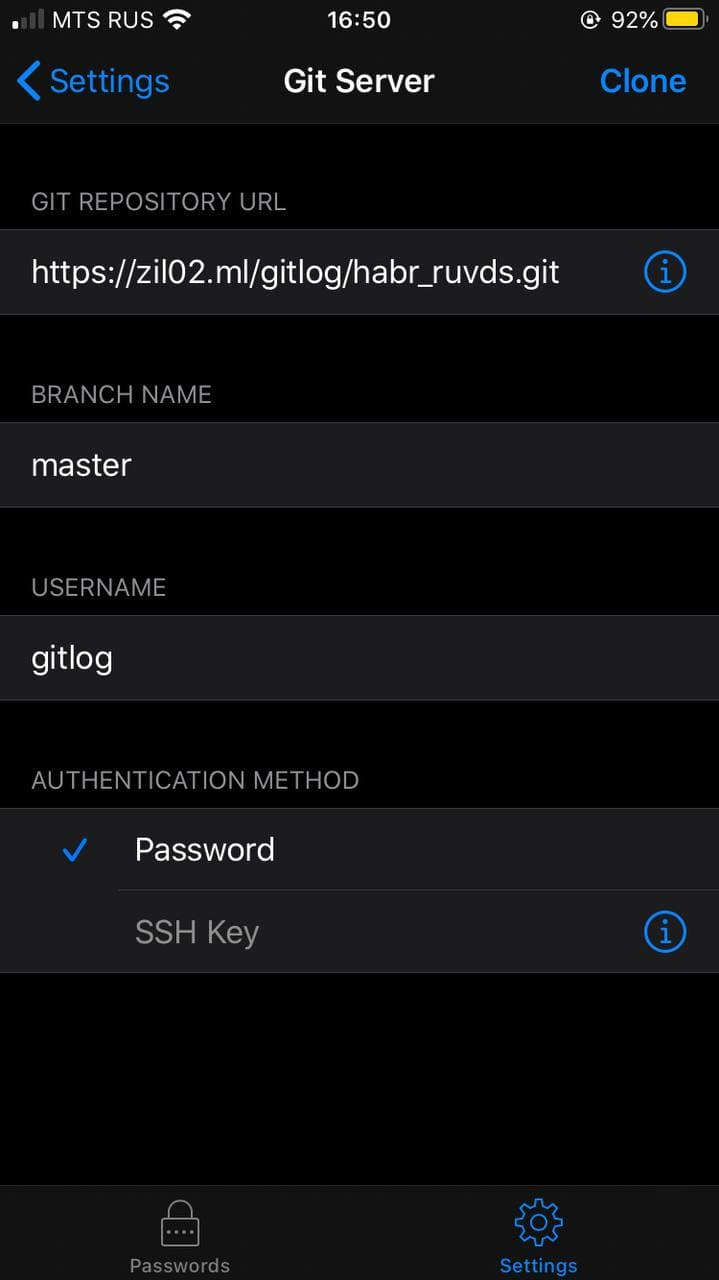 MTS RUS 16:50 92%
Settings Git Server Clone
GIT REPOSITORY URL
https://zil02.ml/gitlog/habr_ruvds.git
BRANCH NAME
master
USERNAME
gitlog
AUTHENTICATION METHOD
Password
SSH Key
Passwords Settings